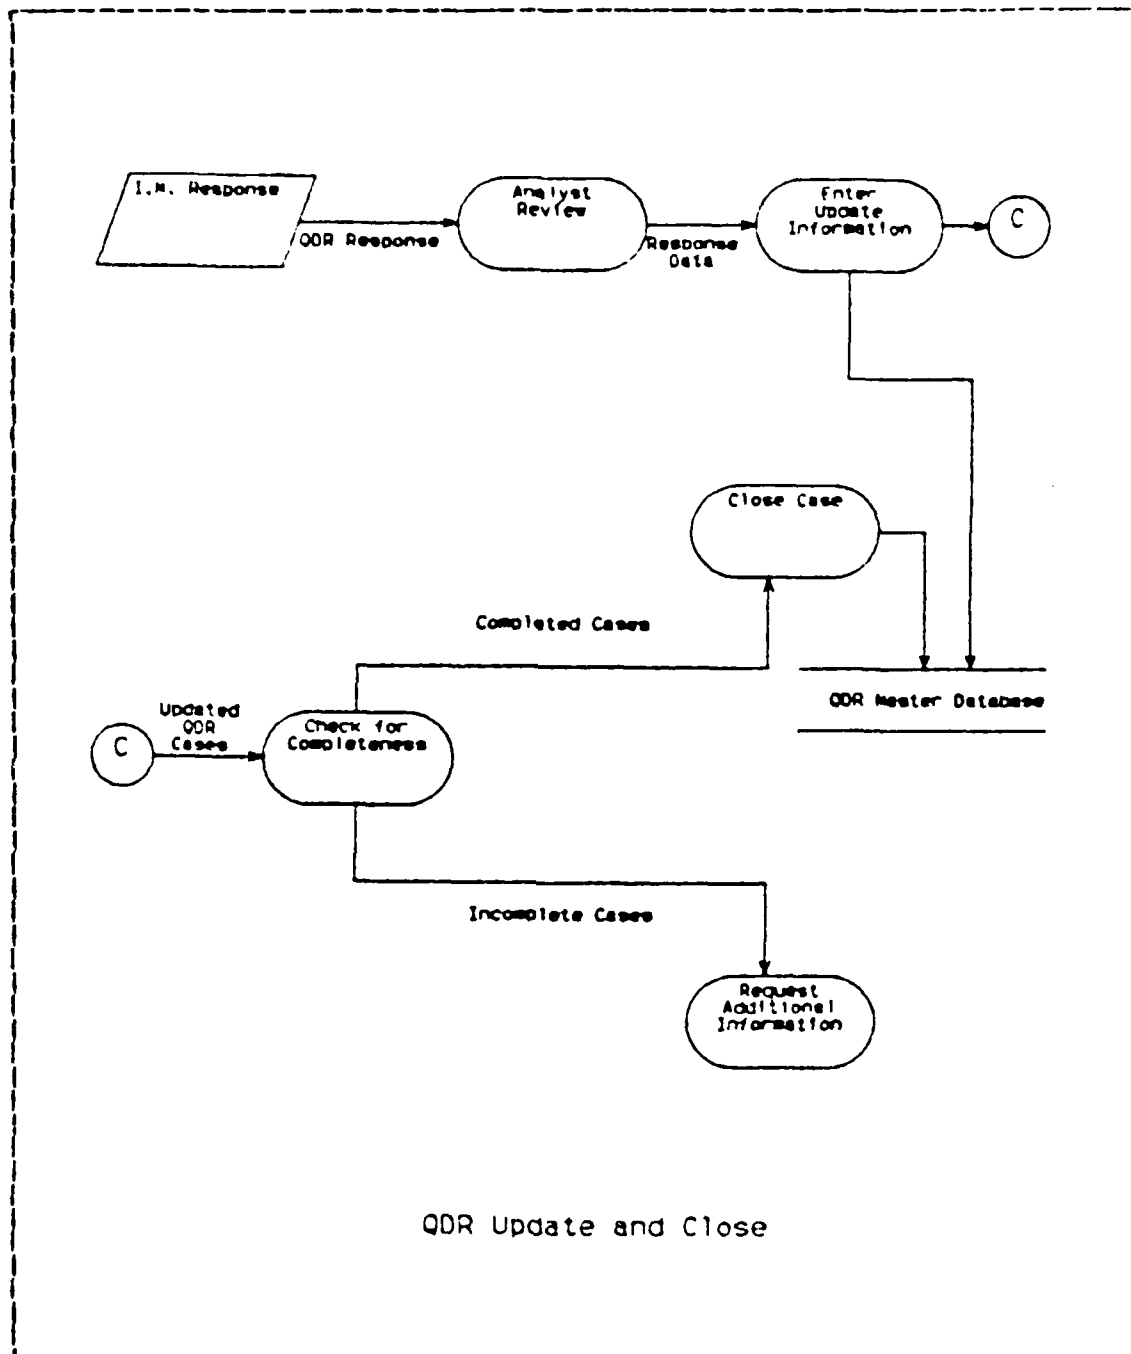 I.M. Response
QDR Response
Analyst
Review
Response
Data
Enter
Update
Information
C
Close Case
Completed Cases
QDR Master Database
C
Updated
QDR
Cases
Check for
Completeness
Incomplete Cases
Request
Additional
Information
QDR Update and Close